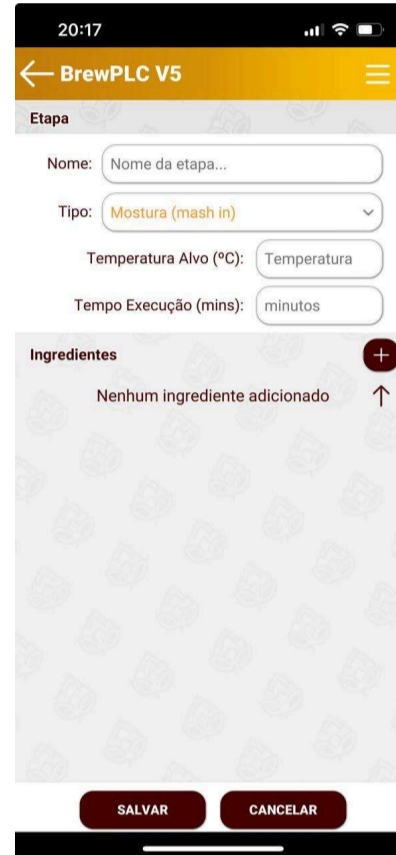 20:17
BrewPLC V5
Etapa
Nome: Nome da etapa...
Tipo: Mostura (mash in)
Temperatura Alvo (ºC): Temperatura
Tempo Execução (mins): minutos
Ingredientes
Nenhum ingrediente adicionado
SALVAR CANCELAR